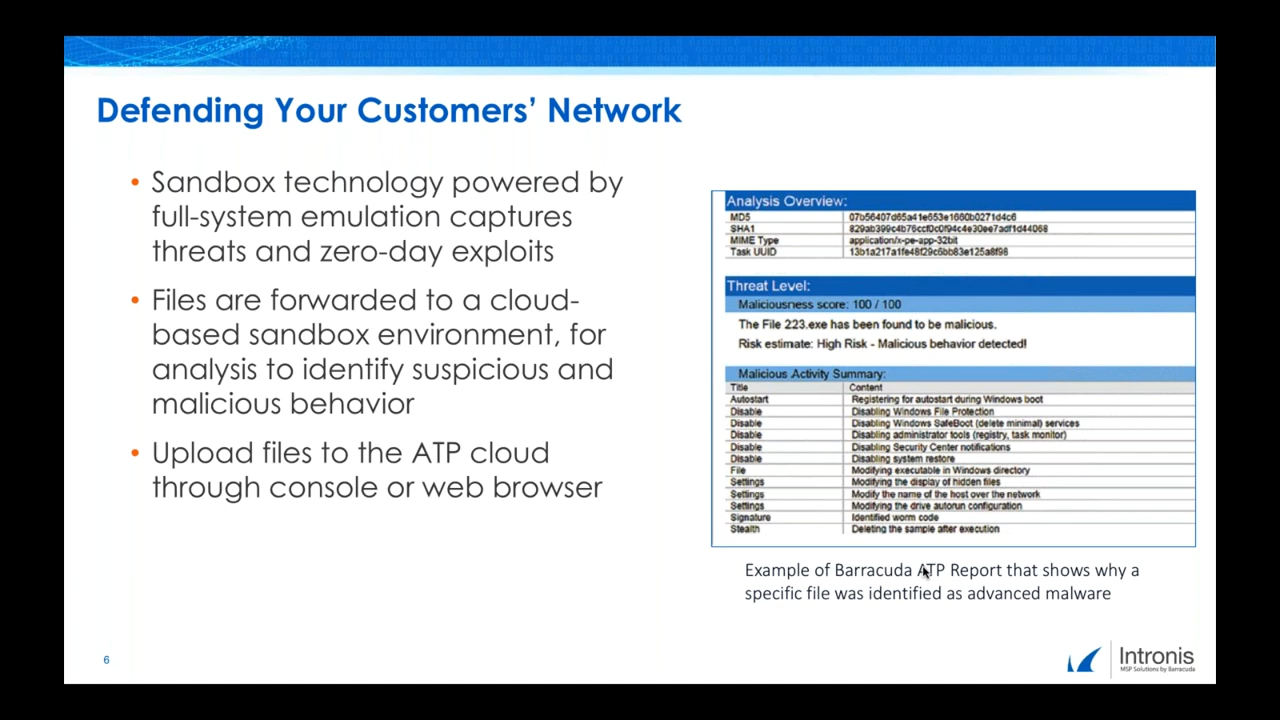 Defending Your Customers' Network
• Sandbox technology powered by
full-system emulation captures
threats and zero-day exploits
• Files are forwarded to a cloud-
based sandbox environment, for
analysis to identify suspicious and
malicious behavior
• Upload files to the ATP cloud
through console or web browser
Analysis Overview:
MD5 07b56407d65a41e653e1660b0271d4c6
SHA1 829ab399c4b76ccf0c0f94c4e30ee7adf1d44068
MIME Type application/x-pe-app-32bit
Task UUID 13b1a217a1fe48f29c6bb83e125a8f98
Threat Level:
Maliciousness score: 100 / 100
The File 223.exe has been found to be malicious.
Risk estimate: High Risk - Malicious behavior detected!
Malicious Activity Summary:
Title Content
Autostart Registering for autostart during Windows boot
Disable Disabling Windows File Protection
Disable Disabling Windows SafeBoot (delete minimal) services
Disable Disabling administrator tools (registry, task monitor)
Disable Disabling Security Center notifications
Disable Disabling system restore
File Modifying executable in Windows directory
Settings Modifying the display of hidden files
Settings Modify the name of the host over the network
Settings Modifying the drive autorun configuration
Signature Identified worm code
Stealth Deleting the sample after execution
Example of Barracuda ATP Report that shows why a
specific file was identified as advanced malware
6
Intronis
MSP Solutions by Barracuda